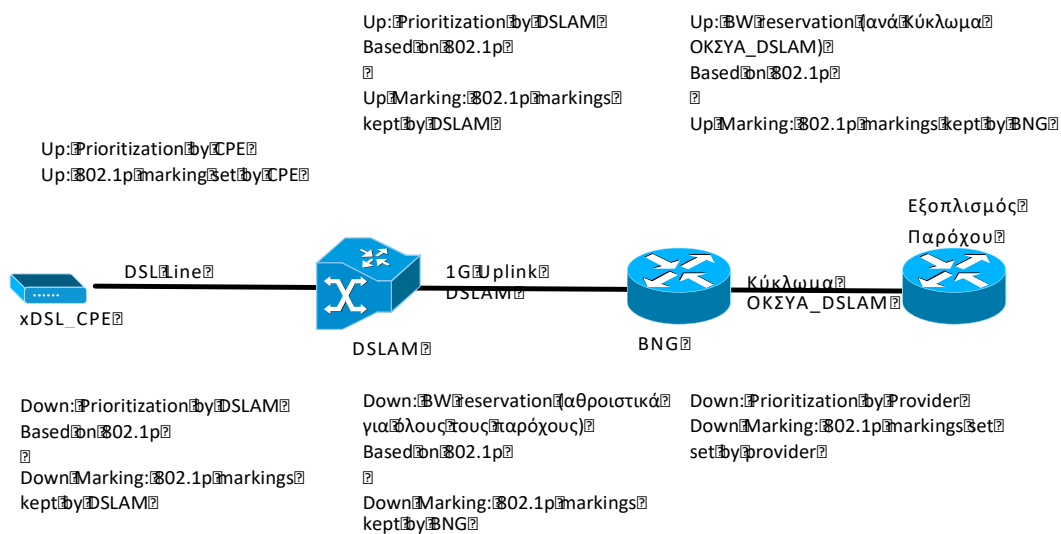 Up: Prioritization by DSLAM
Based on 802.1p
Up Marking: 802.1p markings
kept by DSLAM
Up: BW reservation (ανά Κύκλωμα
ΟΚΣΥΑ_DSLAM)
Based on 802.1p
Up Marking: 802.1p markings kept by BNG
Up: Prioritization by CPE
Up: 802.1p marking set by CPE
Εξοπλισμός
Παρόχου
DSL Line
1G Uplink
DSLAM
Κύκλωμα
ΟΚΣΥΑ_DSLAM
xDSL_CPE
DSLAM
BNG
Down: Prioritization by DSLAM
Based on 802.1p
Down Marking: 802.1p markings
kept by DSLAM
Down: BW reservation (αθροιστικά
για όλους τους παρόχους)
Based on 802.1p
Down Marking: 802.1p markings
kept by BNG
Down: Prioritization by Provider
Down Marking: 802.1p markings set
set by provider